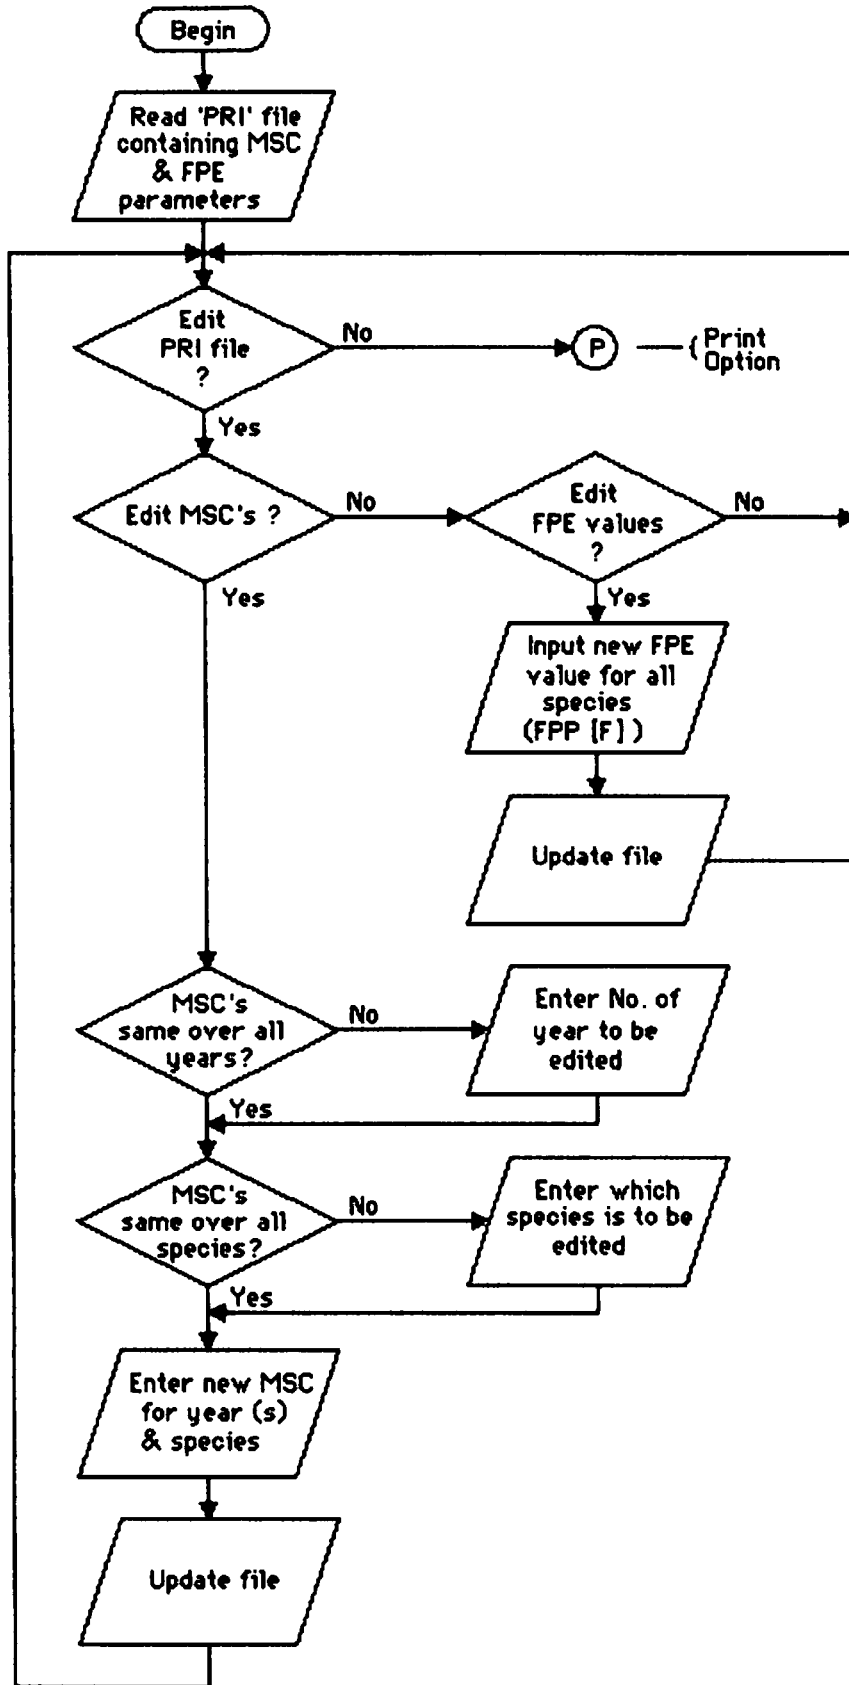 Begin
Read 'PRI' file
containing MSC
& FPE
parameters
Edit
PRI file
?
No
P
{Print
Option
Yes
Edit MSC's ?
No
Edit
FPE values
?
No
Yes
Yes
Input new FPE
value for all
species
(FPP [F] )
Update file
MSC's
same over all
years?
No
Enter No. of
year to be
edited
Yes
MSC's
same over all
species?
No
Enter which
species is to be
edited
Yes
Enter new MSC
for year (s)
& species
Update file